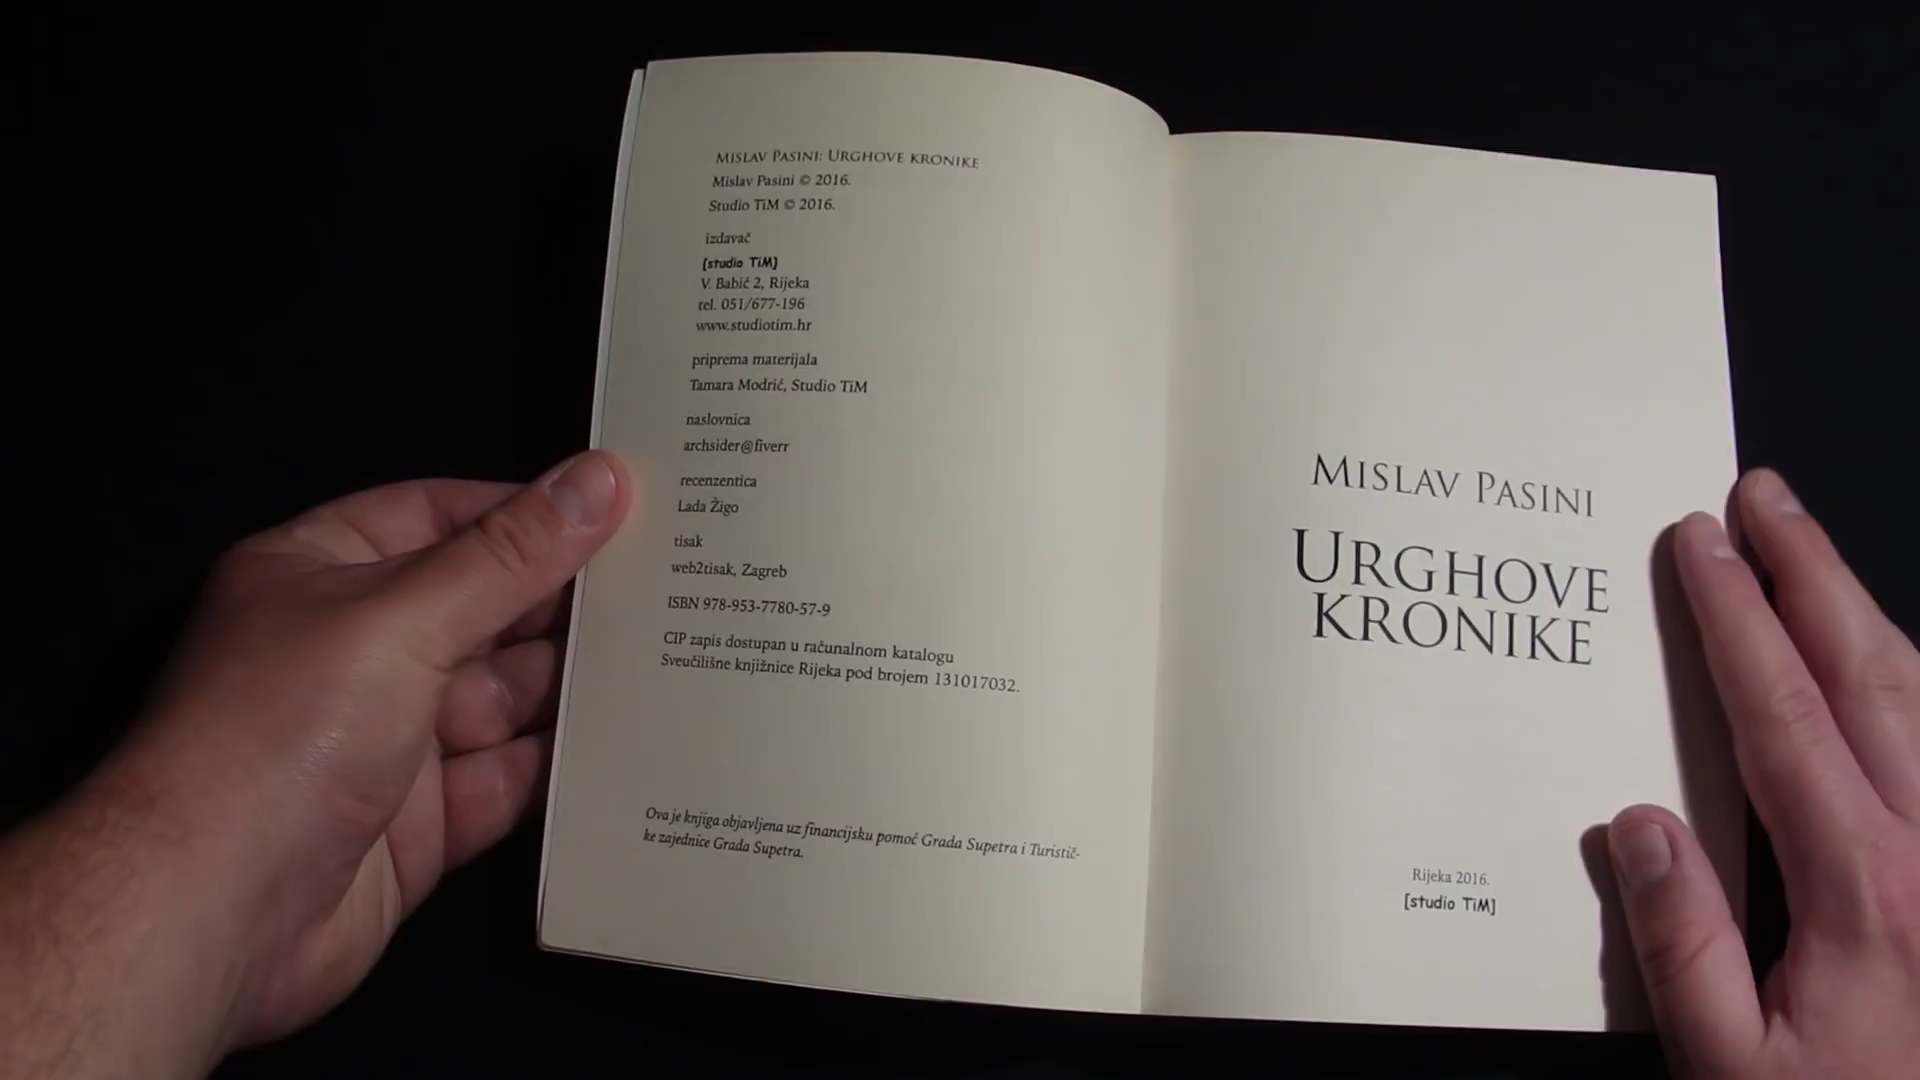 MISLAV PASINI: URGHOVE KRONIKE
Mislav Pasini © 2016.
Studio TiM © 2016.
izdavač
[studio TiM]
V. Babić 2, Rijeka
tel. 051/677-196
www.studiotim.hr
priprema materijala
Tamara Modrić, Studio TiM
naslovnica
archsider@fiverr
recenzentica
Lada Žigo
tisak
web2tisak, Zagreb
ISBN 978-953-7780-57-9
CIP zapis dostupan u računalnom katalogu
Sveučilišne knjižnice Rijeka pod brojem 131017032.
Ova je knjiga objavljena uz financijsku pomoć Grada Supetra i Turistič-
ke zajednice Grada Supetra.
MISLAV PASINI
URGHOVE
KRONIKE
Rijeka 2016.
[studio TiM]